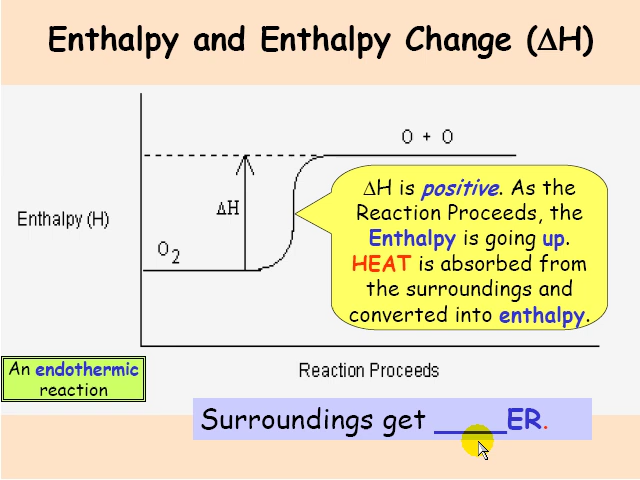 Enthalpy and Enthalpy Change (ΔH)
O + O
ΔH is positive. As the
Reaction Proceeds, the
Enthalpy is going up.
HEAT is absorbed from
the surroundings and
converted into enthalpy.
ΔH
Enthalpy (H)
O₂
An endothermic
reaction
Reaction Proceeds
Surroundings get ____ER.